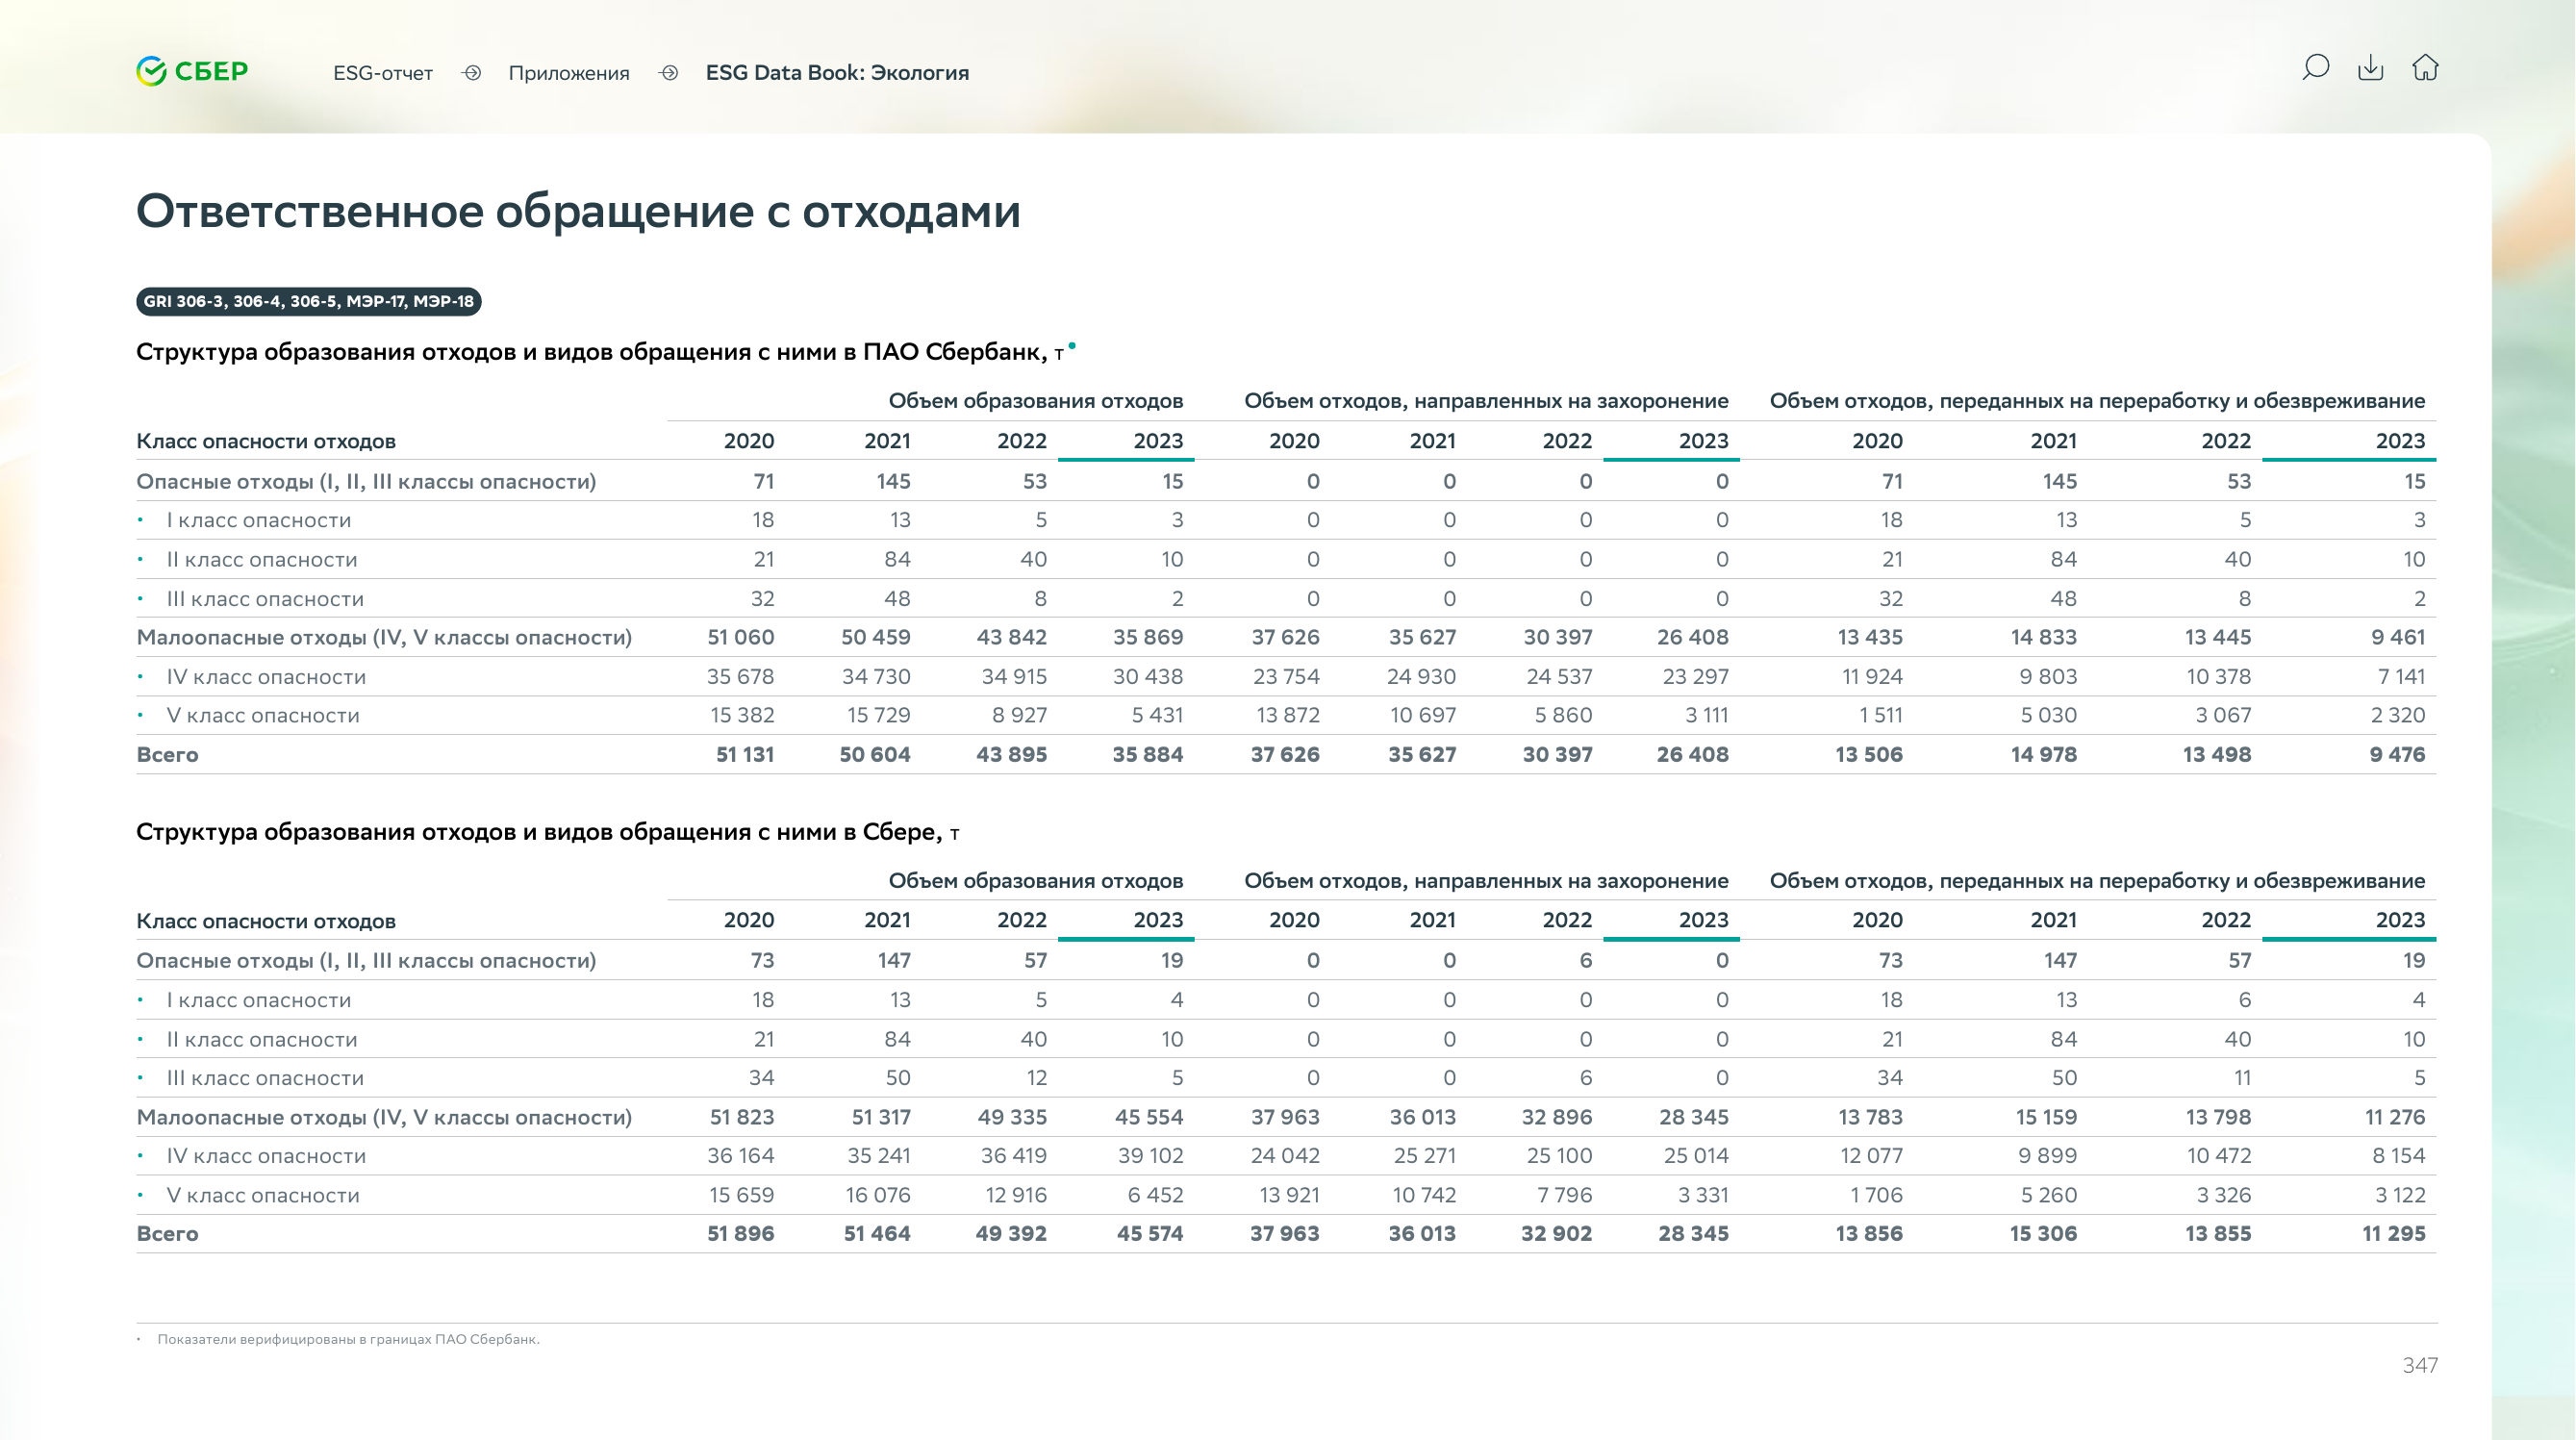 СБЕР
ESG-отчет Приложения ESG Data Book: Экология
Ответственное обращение с отходами
GRI 306-3, 306-4, 306-5, МЭР-17, МЭР-18
Структура образования отходов и видов обращения с ними в ПАО Сбербанк, т•
Объем образования отходов Объем отходов, направленных на захоронение Объем отходов, переданных на переработку и обезвреживание
Класс опасности отходов 2020 2021 2022 2023 2020 2021 2022 2023 2020 2021 2022 2023
Опасные отходы (I, II, III классы опасности) 71 145 53 15 0 0 0 0 71 145 53 15
• I класс опасности 18 13 5 3 0 0 0 0 18 13 5 3
• II класс опасности 21 84 40 10 0 0 0 0 21 84 40 10
• III класс опасности 32 48 8 2 0 0 0 0 32 48 8 2
Малоопасные отходы (IV, V классы опасности) 51 060 50 459 43 842 35 869 37 626 35 627 30 397 26 408 13 435 14 833 13 445 9 461
• IV класс опасности 35 678 34 730 34 915 30 438 23 754 24 930 24 537 23 297 11 924 9 803 10 378 7 141
• V класс опасности 15 382 15 729 8 927 5 431 13 872 10 697 5 860 3 111 1 511 5 030 3 067 2 320
Всего 51 131 50 604 43 895 35 884 37 626 35 627 30 397 26 408 13 506 14 978 13 498 9 476
Структура образования отходов и видов обращения с ними в Сбере, т
Объем образования отходов Объем отходов, направленных на захоронение Объем отходов, переданных на переработку и обезвреживание
Класс опасности отходов 2020 2021 2022 2023 2020 2021 2022 2023 2020 2021 2022 2023
Опасные отходы (I, II, III классы опасности) 73 147 57 19 0 0 6 0 73 147 57 19
• I класс опасности 18 13 5 4 0 0 0 0 18 13 6 4
• II класс опасности 21 84 40 10 0 0 0 0 21 84 40 10
• III класс опасности 34 50 12 5 0 0 6 0 34 50 11 5
Малоопасные отходы (IV, V классы опасности) 51 823 51 317 49 335 45 554 37 963 36 013 32 896 28 345 13 783 15 159 13 798 11 276
• IV класс опасности 36 164 35 241 36 419 39 102 24 042 25 271 25 100 25 014 12 077 9 899 10 472 8 154
• V класс опасности 15 659 16 076 12 916 6 452 13 921 10 742 7 796 3 331 1 706 5 260 3 326 3 122
Всего 51 896 51 464 49 392 45 574 37 963 36 013 32 902 28 345 13 856 15 306 13 855 11 295
• Показатели верифицированы в границах ПАО Сбербанк.
347